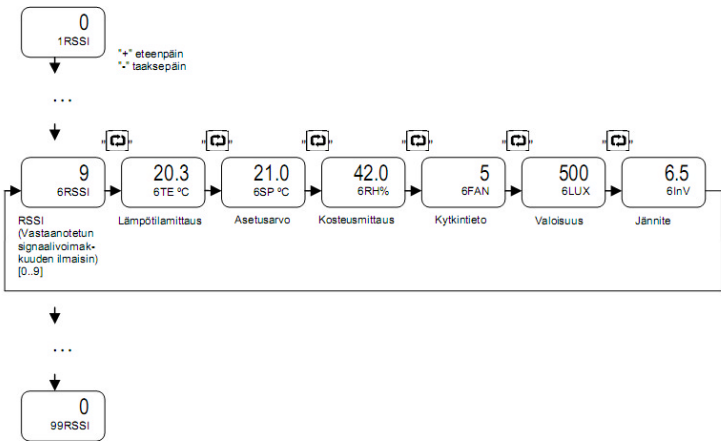 0
1RSSI
"+" eteenpäin
"-" taaksepäin
...
" "
" "
" "
" "
" "
" "
9
6RSSI
20.3
6TE ºC
21.0
6SP ºC
42.0
6RH%
5
6FAN
500
6LUX
6.5
6InV
RSSI
(Vastaanotetun
signaalivoimak-
kuuden ilmaisin)
[0..9]
Lämpötilamittaus
Asetusarvo
Kosteusmittaus
Kytkintieto
Valoisuus
Jännite
...
0
99RSSI